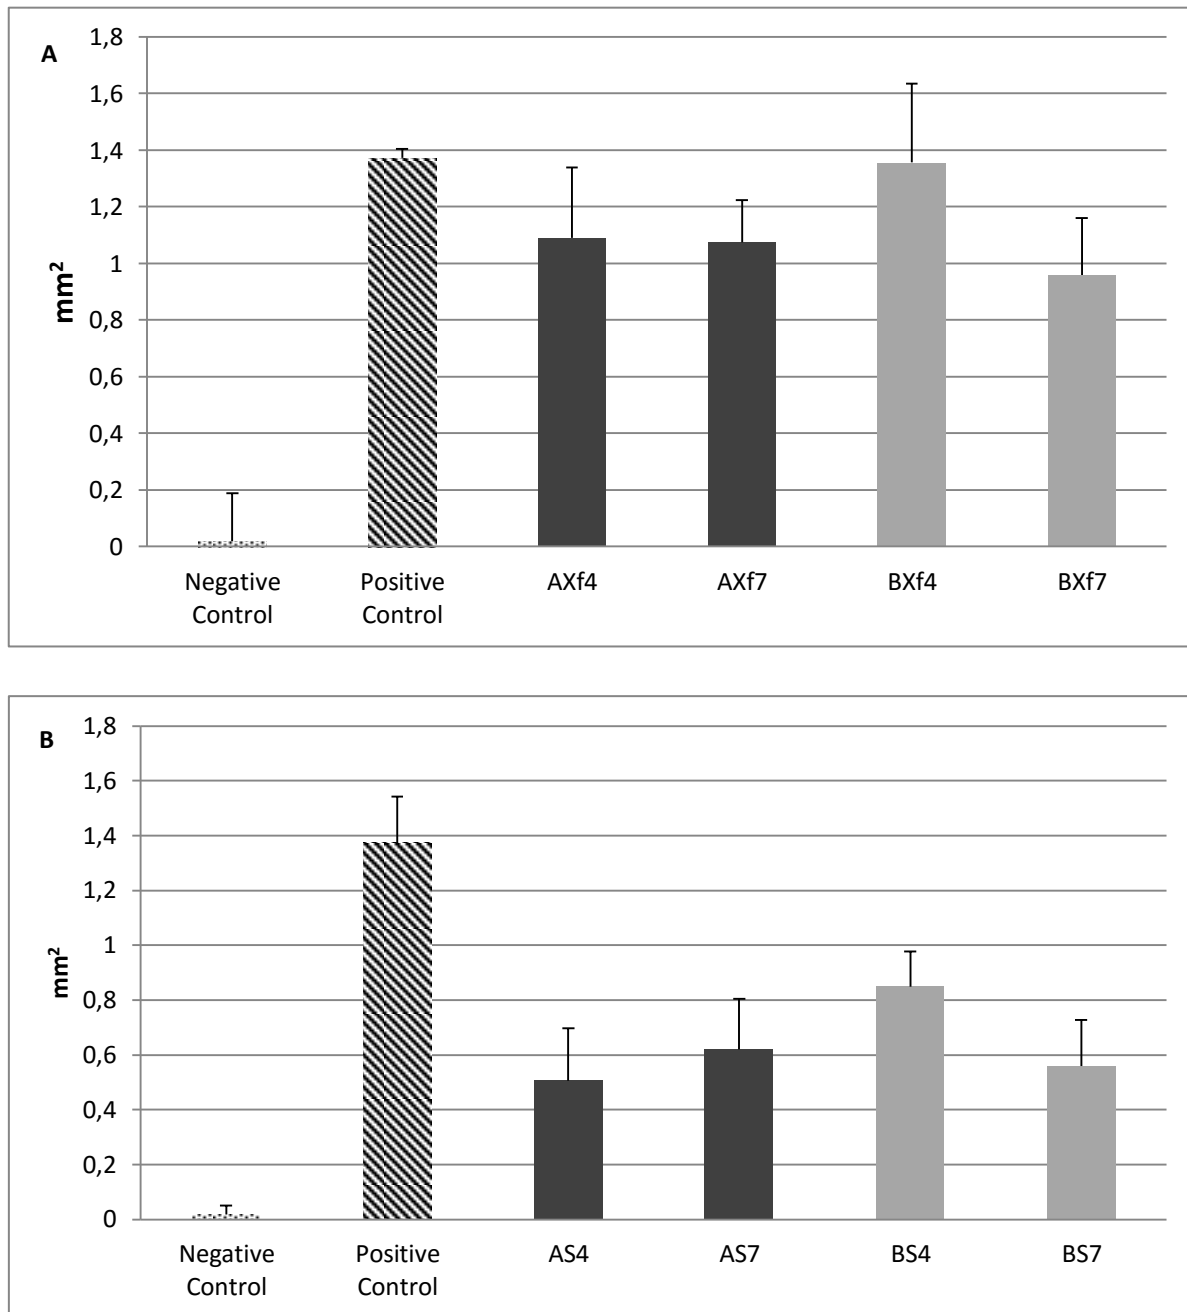 A
1,8
1,6
1,4
1,2
1
0,8
0,6
0,4
0,2
0
mm²
Negative Control
Positive Control
AXf4
AXf7
BXf4
BXf7
B
1,8
1,6
1,4
1,2
1
0,8
0,6
0,4
0,2
0
mm²
Negative Control
Positive Control
AS4
AS7
BS4
BS7